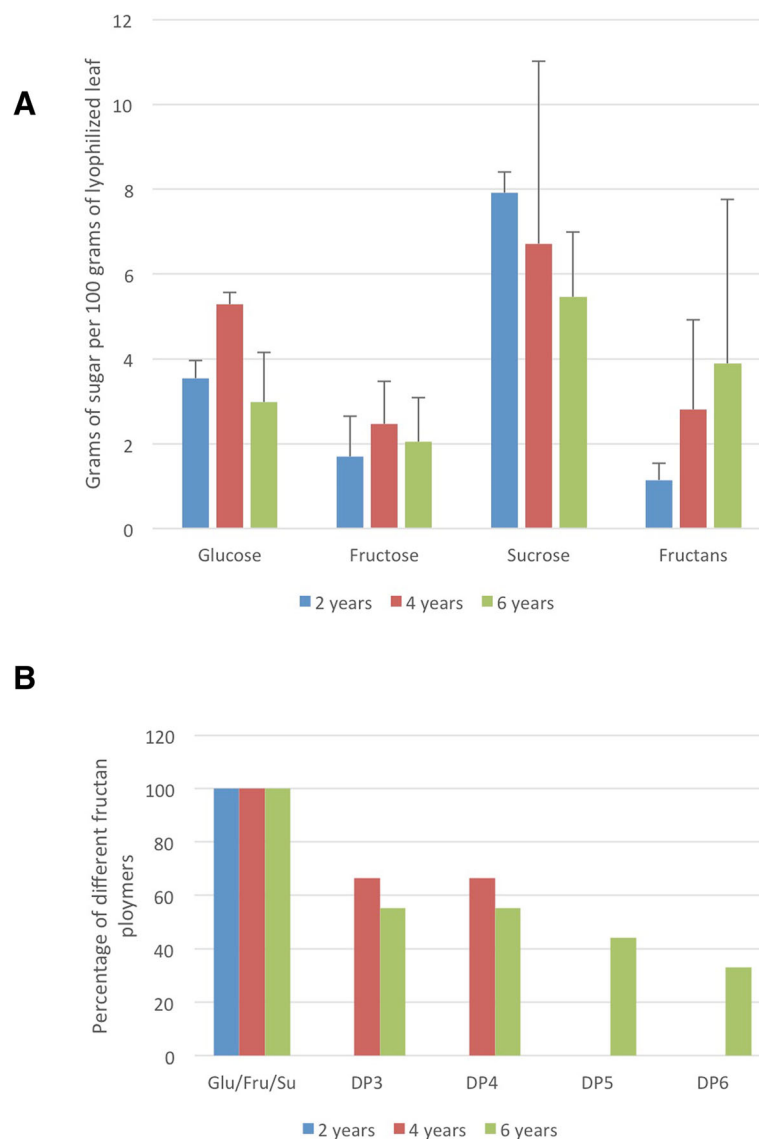 A
Grams of sugar per 100 grams of lyophilized leaf
12
10
8
6
4
2
0
Glucose Fructose Sucrose Fructans
2 years 4 years 6 years
B
Percentage of different fructan
ploymers
120
100
80
60
40
20
0
Glu/Fru/Su DP3 DP4 DP5 DP6
2 years 4 years 6 years